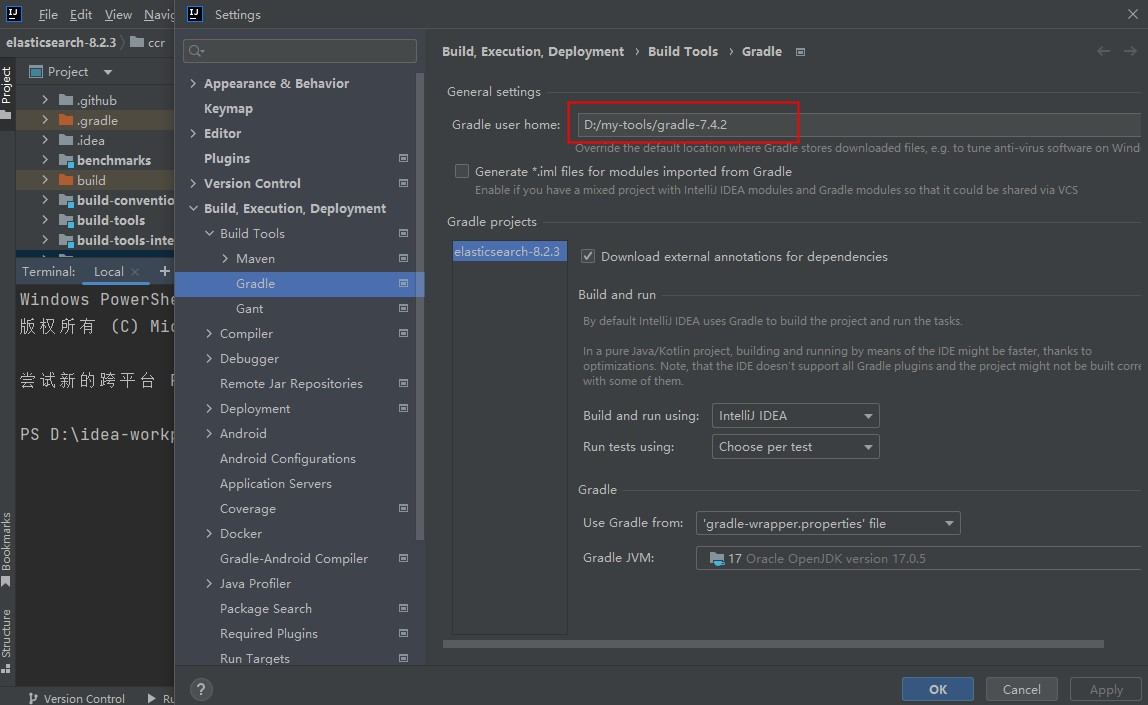 IJ File Edit View Navig
IJ Settings
elasticsearch-8.2.3 ccr
Project
Project
.github
.gradle
.idea
benchmarks
build
build-conventio
build-tools
build-tools-inte
Terminal: Local
Windows PowerShe
版权所有 (C) Mic
尝试新的跨平台 P
PS D:\idea-workp
Bookmarks
Structure
Version Control Ru
Appearance & Behavior
Keymap
Editor
Plugins
Version Control
Build, Execution, Deployment
Build Tools
Maven
Gradle
Gant
Compiler
Debugger
Remote Jar Repositories
Deployment
Android
Android Configurations
Application Servers
Coverage
Docker
Gradle-Android Compiler
Java Profiler
Package Search
Required Plugins
Run Targets
Build, Execution, Deployment › Build Tools › Gradle
General settings
Gradle user home: D:/my-tools/gradle-7.4.2
Override the default location where Gradle stores downloaded files, e.g. to tune anti-virus software on Wind
Generate *.iml files for modules imported from Gradle
Enable if you have a mixed project with IntelliJ IDEA modules and Gradle modules so that it could be shared via VCS
Gradle projects
elasticsearch-8.2.3
Download external annotations for dependencies
Build and run
By default IntelliJ IDEA uses Gradle to build the project and run the tasks.
In a pure Java/Kotlin project, building and running by means of the IDE might be faster, thanks to
optimizations. Note, that the IDE doesn't support all Gradle plugins and the project might not be built corre
with some of them.
Build and run using: IntelliJ IDEA
Run tests using: Choose per test
Gradle
Use Gradle from: 'gradle-wrapper.properties' file
Gradle JVM: 17 Oracle OpenJDK version 17.0.5
?
OK Cancel Apply